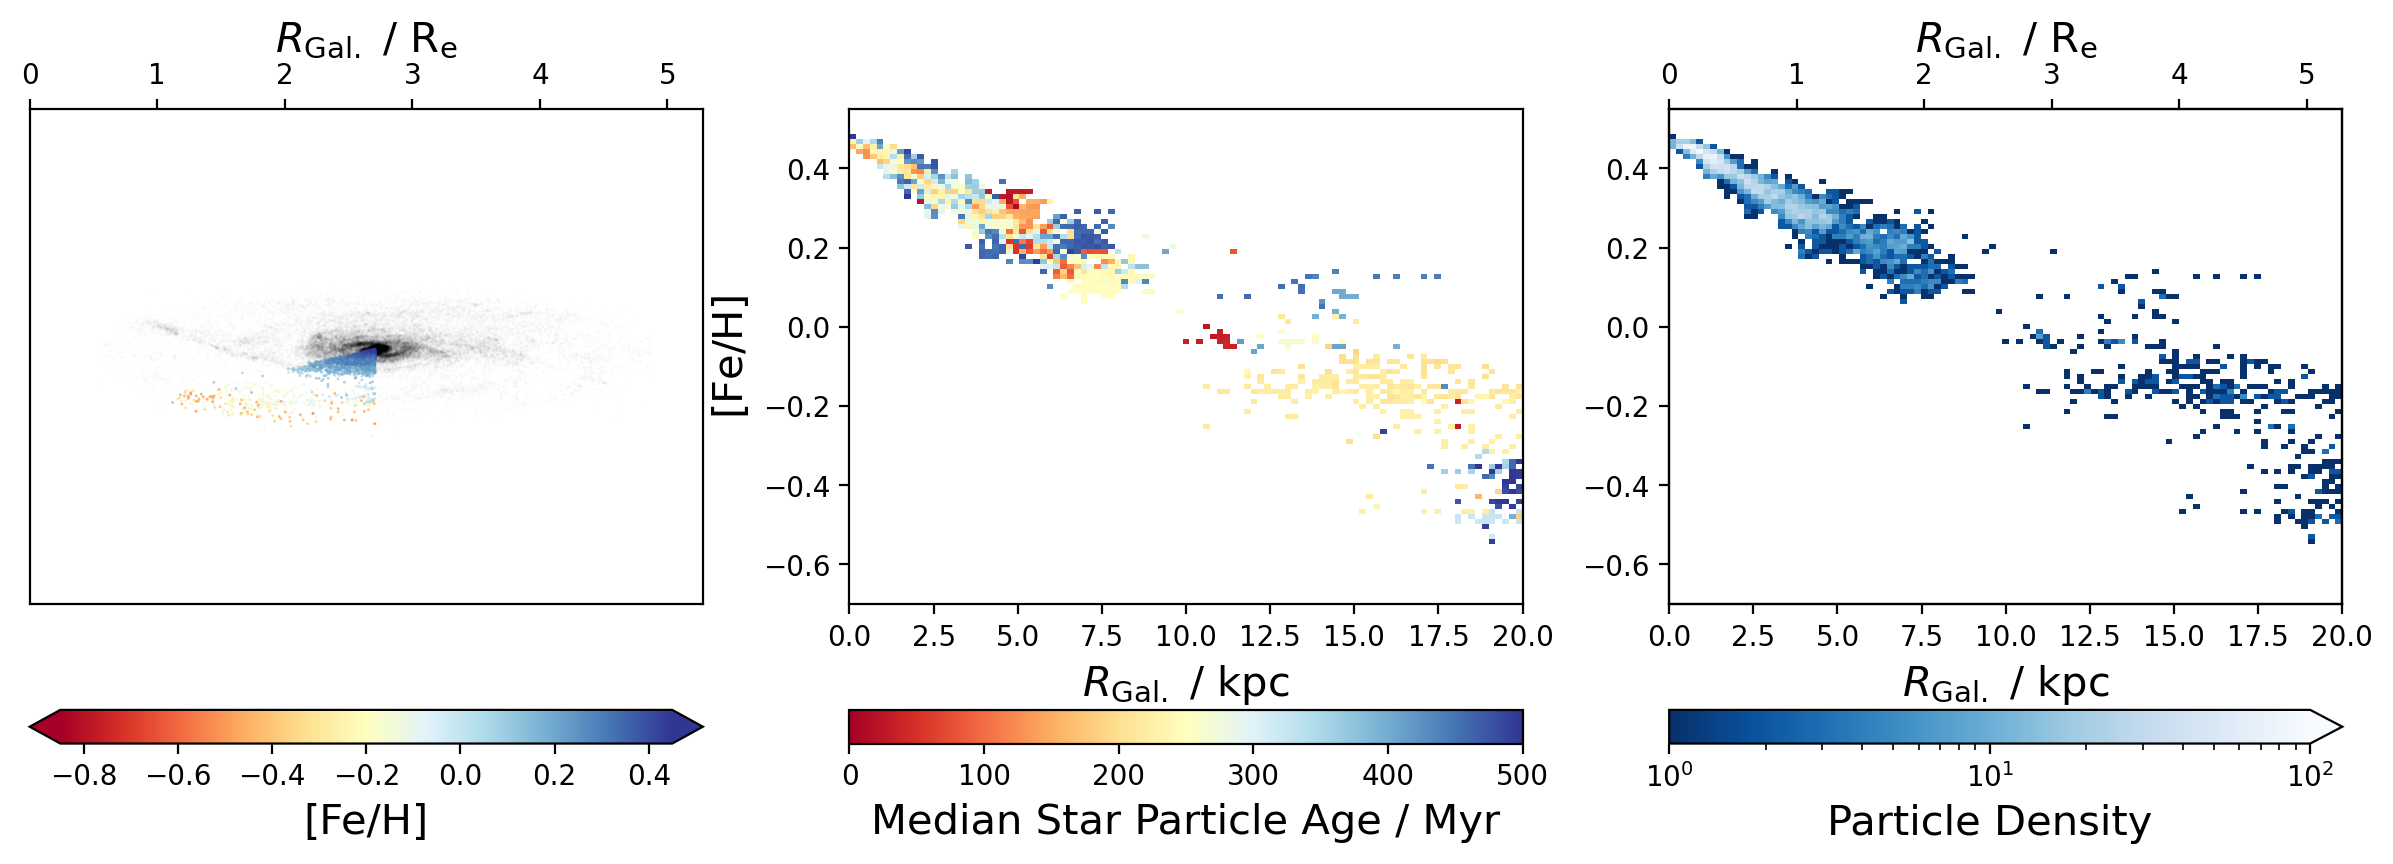 R_Gal. / R_e
0 1 2 3 4 5
[Fe/H]
−0.8 −0.6 −0.4 −0.2 0.0 0.2 0.4
[Fe/H]
0.4
0.2
0.0
−0.2
−0.4
−0.6
0.0 2.5 5.0 7.5 10.0 12.5 15.0 17.5 20.0
R_Gal. / kpc
0 100 200 300 400 500
Median Star Particle Age / Myr
R_Gal. / R_e
0 1 2 3 4 5
0.4
0.2
0.0
−0.2
−0.4
−0.6
0.0 2.5 5.0 7.5 10.0 12.5 15.0 17.5 20.0
R_Gal. / kpc
10^0 10^1 10^2
Particle Density